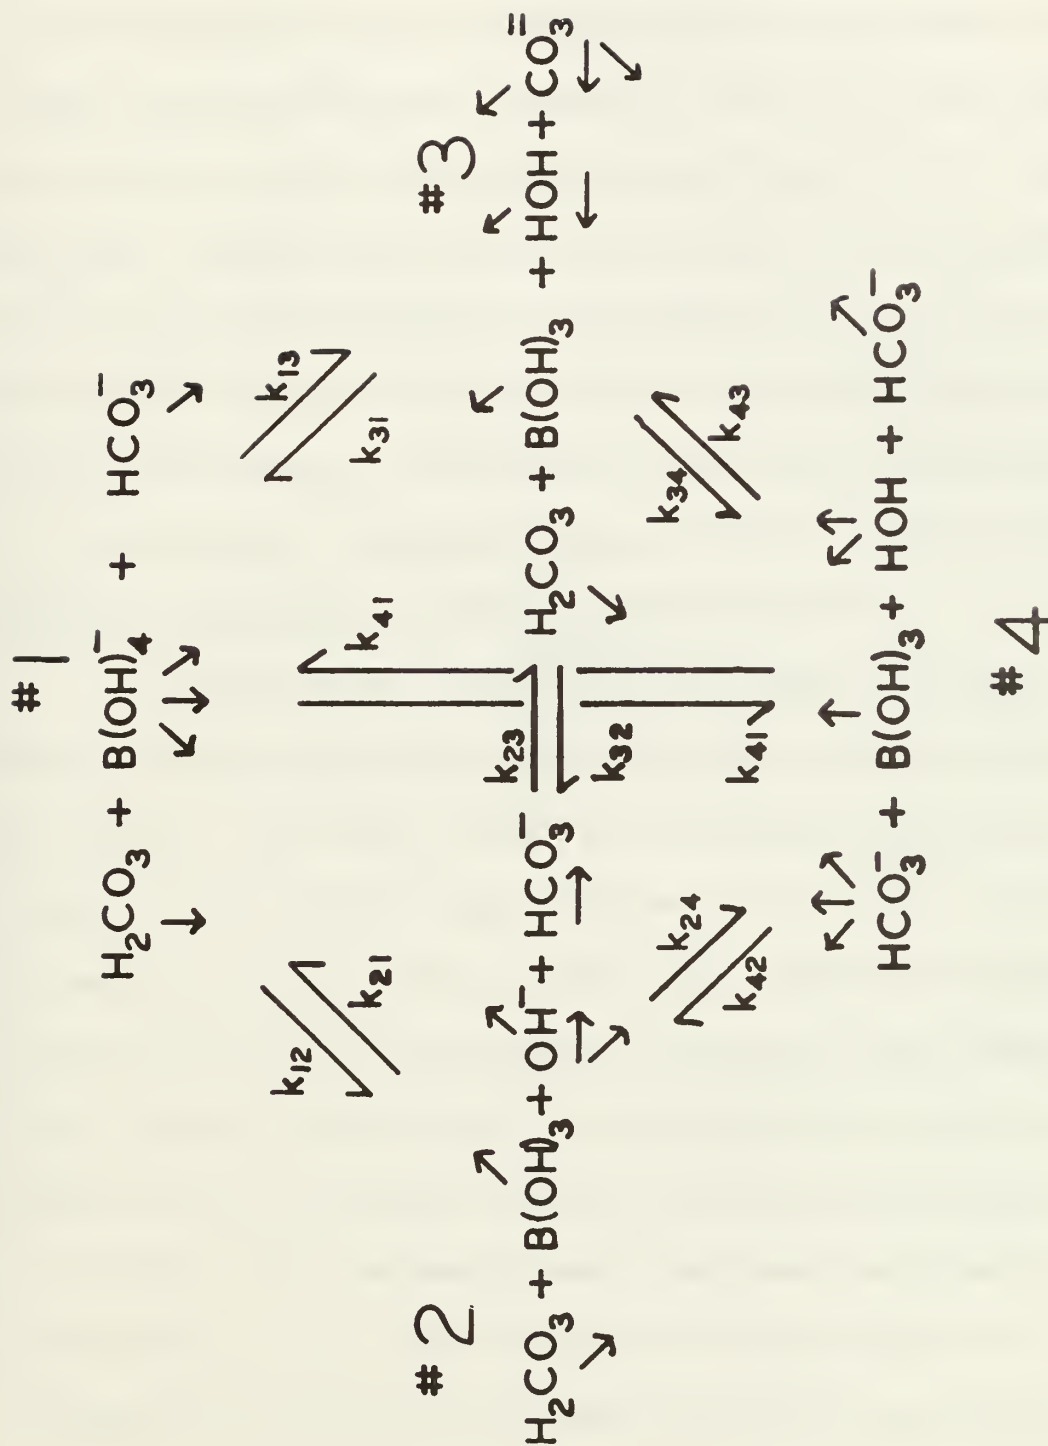 #1
H₂CO₃ + B(OH)₄⁻ + HCO₃⁻
k₁₂
k₂₁
k₄₁
k₁₃
k₃₁
#2
H₂CO₃ + B(OH)₃ + OH⁻ + HCO₃⁻
k₂₃
k₃₂
#3
H₂CO₃ + B(OH)₃ + HOH + CO₃⁼
k₂₄
k₄₂
k₄₁
k₃₄
k₄₃
HCO₃⁻ + B(OH)₃ + HOH + HCO₃⁻
#4